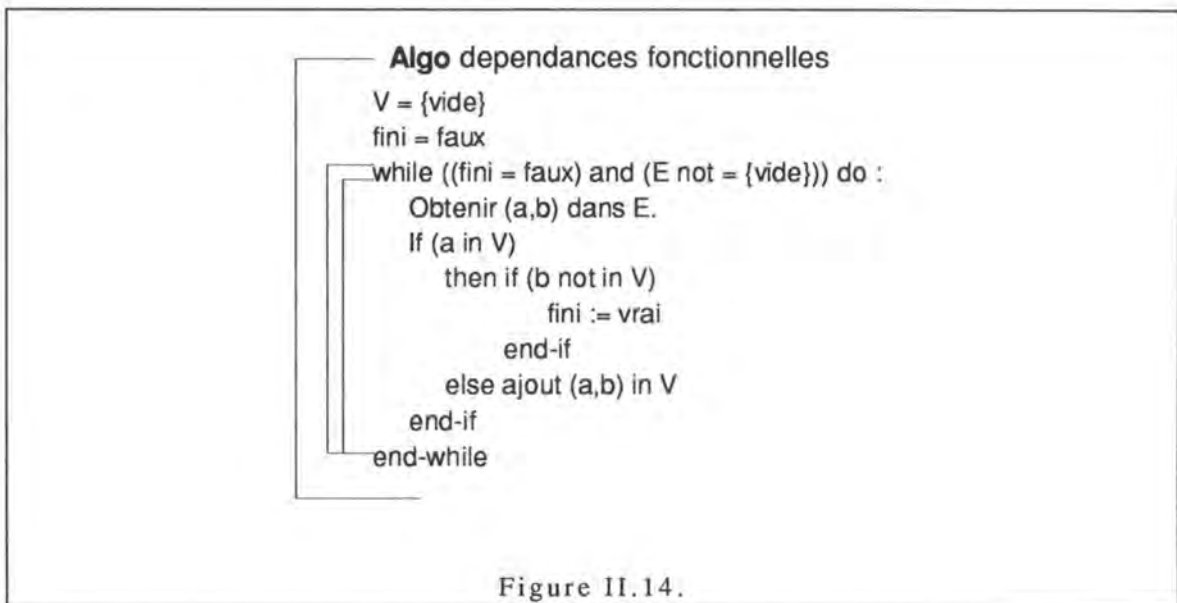 Algo dependances fonctionnelles
V = {vide}
fini = faux
while ((fini = faux) and (E not = {vide})) do :
Obtenir (a,b) dans E.
If (a in V)
then if (b not in V)
fini := vrai
end-if
else ajout (a,b) in V
end-if
end-while
Figure II.14.